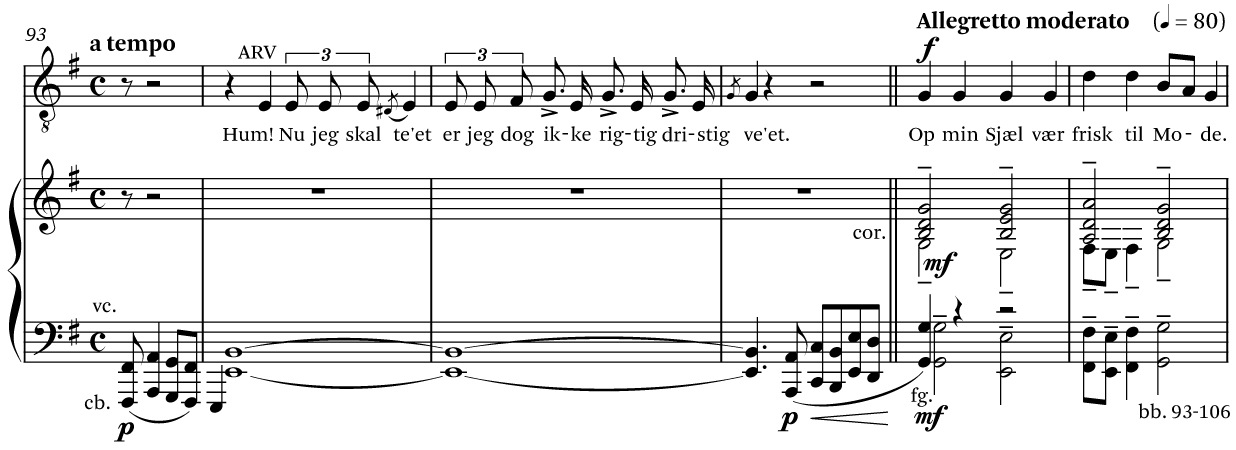 Allegretto moderato (♩ = 80)
93
a tempo
ARV
3
3
f
8
Hum! Nu jeg skal te'et er jeg dog ik-ke rig-tig dri-stig ve'et. Op min Sjæl vær frisk til Mo- de.
cor.
mf
vc.
cb.
p
p
fg.
mf
bb. 93-106